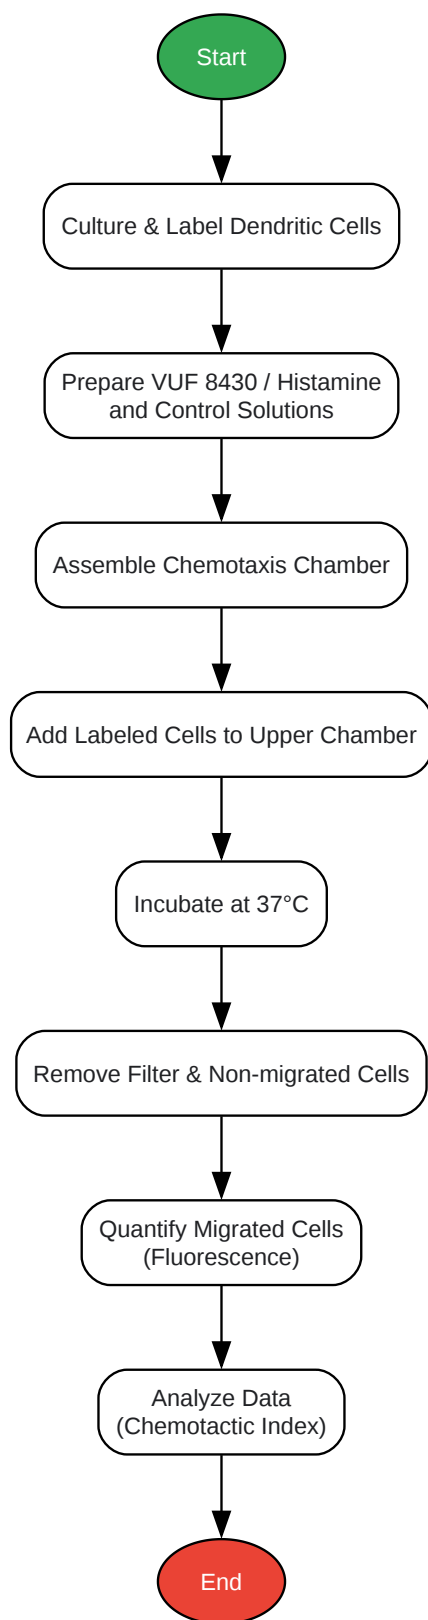 Start
Culture & Label Dendritic Cells
Prepare VUF 8430 / Histamine
and Control Solutions
Assemble Chemotaxis Chamber
Add Labeled Cells to Upper Chamber
Incubate at 37°C
Remove Filter & Non-migrated Cells
Quantify Migrated Cells
(Fluorescence)
Analyze Data
(Chemotactic Index)
End